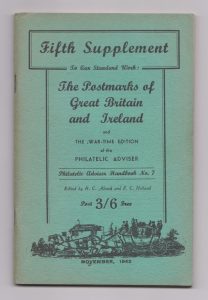 Fifth Supplement
To Our Standard Work:
The Postmarks of
Great Britain
and Ireland
and
THE WAR-TIME EDITION
of the
PHILATELIC ADVISER
Philatelic Adviser Handbook No. 7
Edited by R. C. Alcock and F. C. Holland
Post 3/6 Free
NOVEMBER, 1942